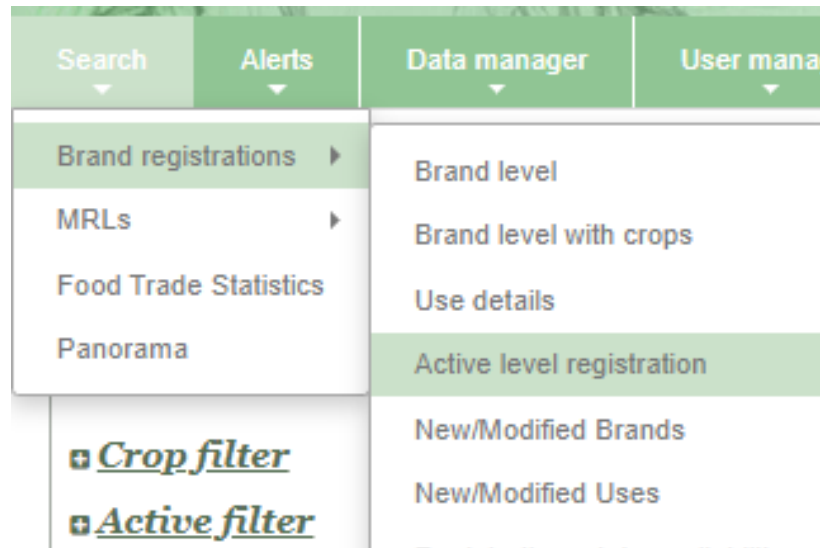 Search Alerts Data manager User mana
Brand registrations
MRLs
Food Trade Statistics
Panorama
Brand level
Brand level with crops
Use details
Active level registration
New/Modified Brands
New/Modified Uses
Crop filter
Active filter